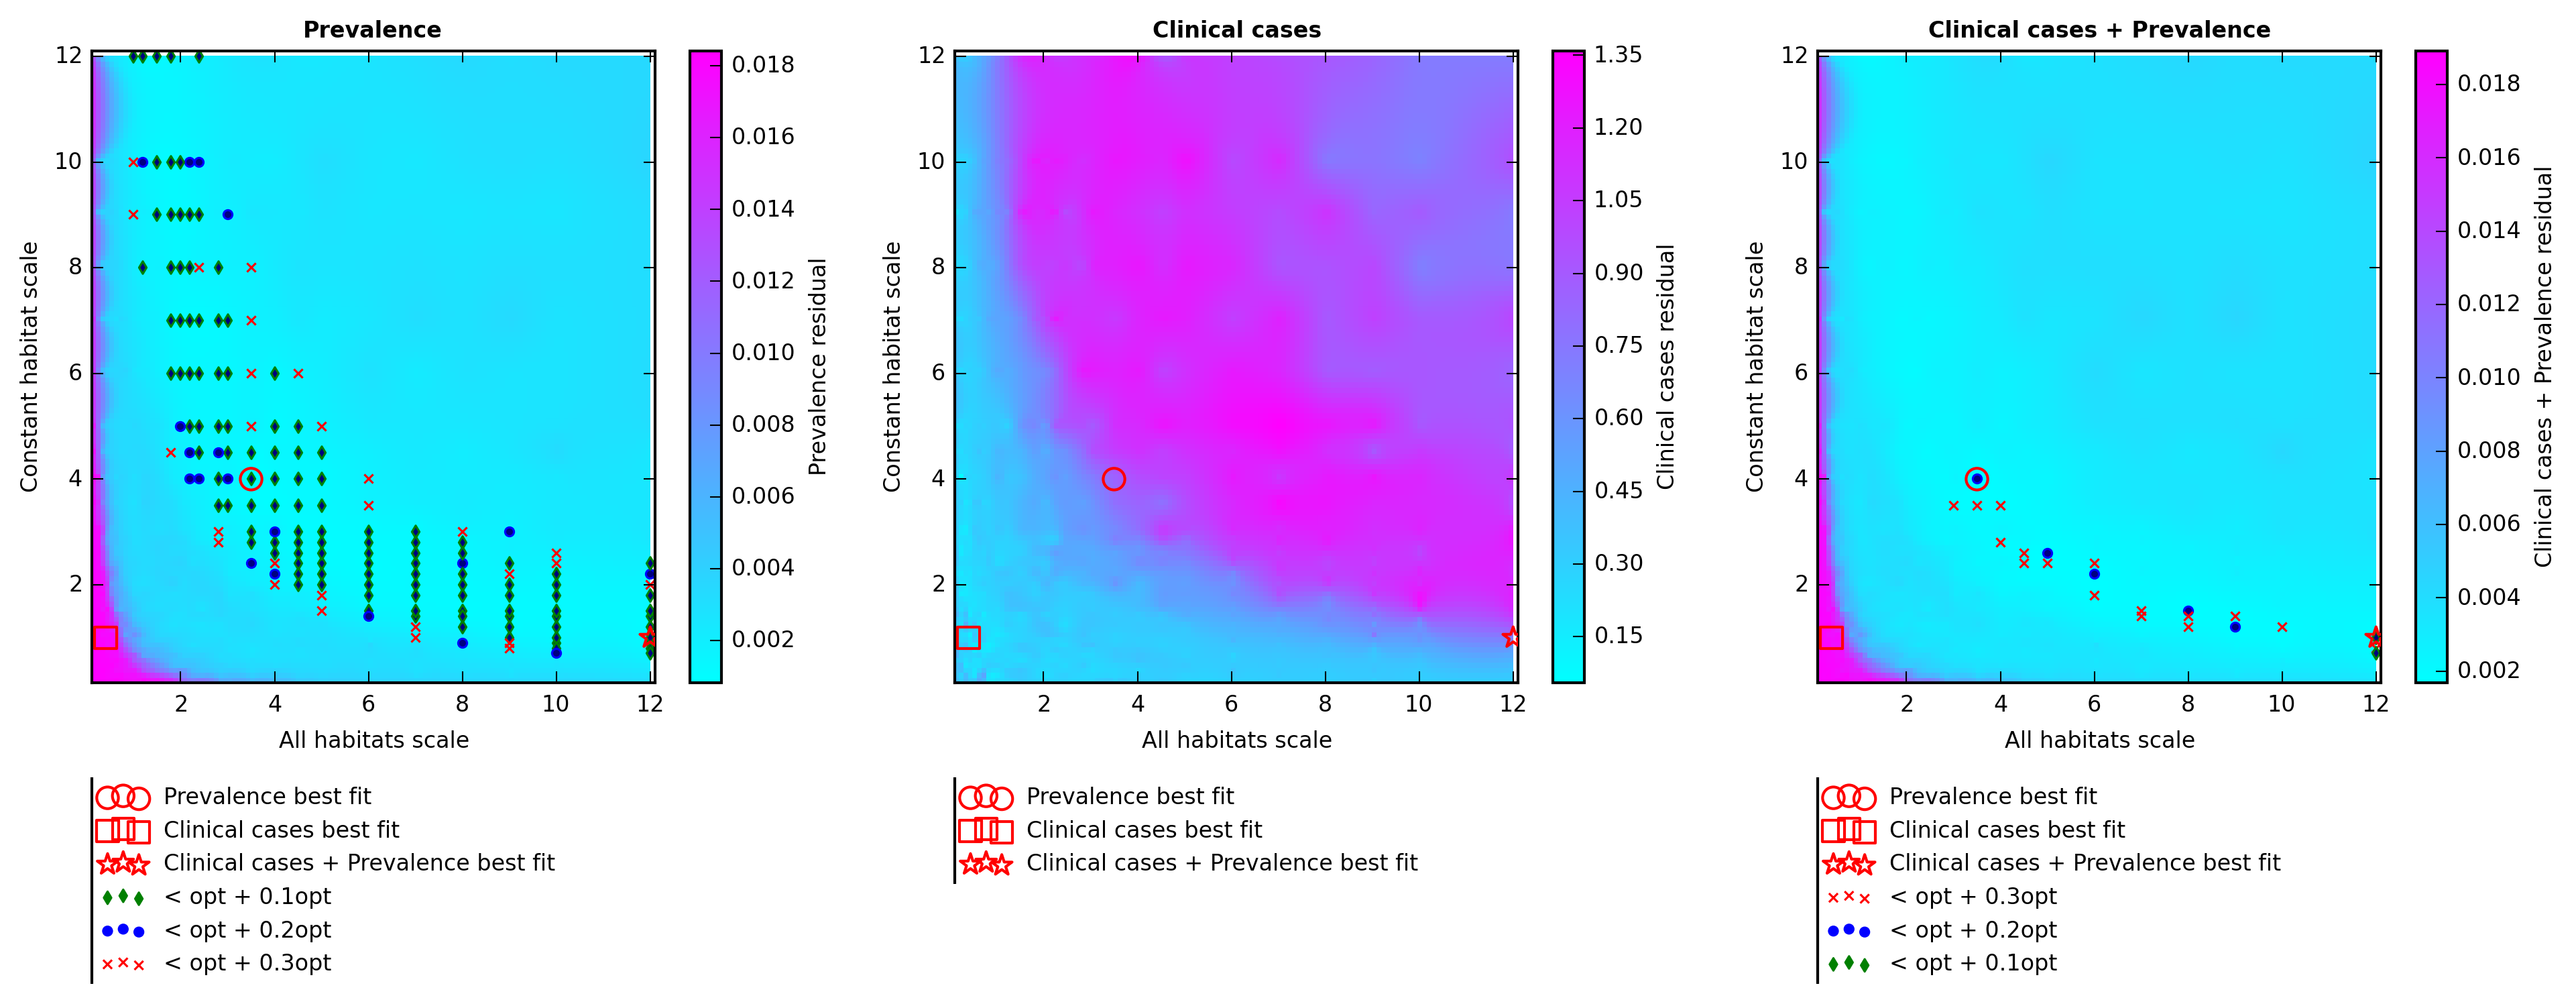 Prevalence
12
10
8
6
4
2
Constant habitat scale
2 4 6 8 10 12
All habitats scale
0.018
0.016
0.014
0.012
0.010
0.008
0.006
0.004
0.002
Prevalence residual
Prevalence best fit
Clinical cases best fit
Clinical cases + Prevalence best fit
< opt + 0.1opt
< opt + 0.2opt
< opt + 0.3opt
Clinical cases
12
10
8
6
4
2
Constant habitat scale
2 4 6 8 10 12
All habitats scale
1.35
1.20
1.05
0.90
0.75
0.60
0.45
0.30
0.15
Clinical cases residual
Prevalence best fit
Clinical cases best fit
Clinical cases + Prevalence best fit
Clinical cases + Prevalence
12
10
8
6
4
2
Constant habitat scale
2 4 6 8 10 12
All habitats scale
0.018
0.016
0.014
0.012
0.010
0.008
0.006
0.004
0.002
Clinical cases + Prevalence residual
Prevalence best fit
Clinical cases best fit
Clinical cases + Prevalence best fit
< opt + 0.3opt
< opt + 0.2opt
< opt + 0.1opt